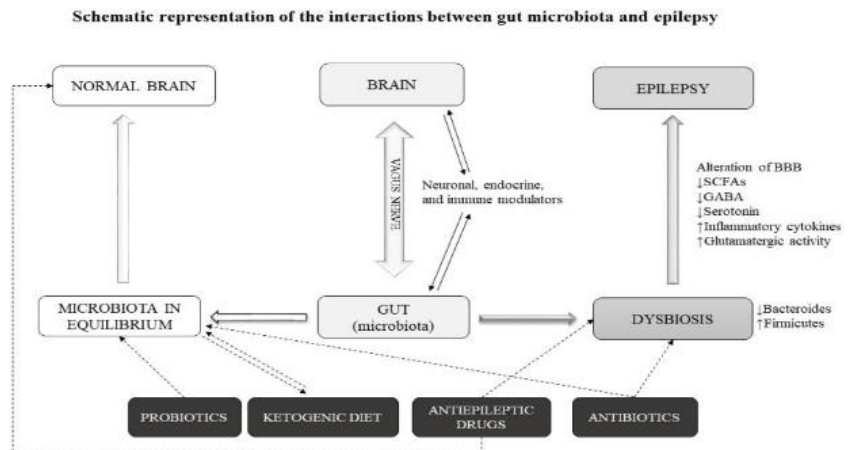 Schematic representation of the interactions between gut microbiota and epilepsy
NORMAL BRAIN
BRAIN
EPILEPSY
VAGUS NERVE
Neuronal, endocrine,
and immune modulators
Alteration of BBB
↓SCFAs
↓GABA
↓Serotonin
↑Inflammatory cytokines
↑Glutamatergic activity
MICROBIOTA IN
EQUILIBRIUM
GUT
(microbiota)
DYSBIOSIS
↓Bacteroides
↑Firmicutes
PROBIOTICS
KETOGENIC DIET
ANTIEPILEPTIC
DRUGS
ANTIBIOTICS